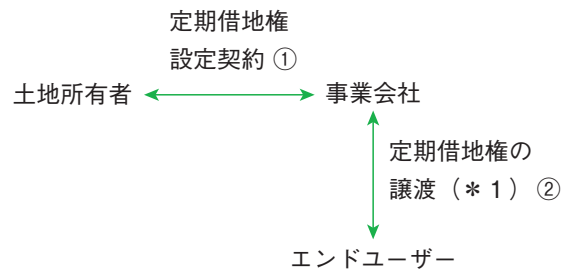 定期借地権
設定契約 ①
土地所有者
事業会社
定期借地権の
譲渡（＊1）②
エンドユーザー